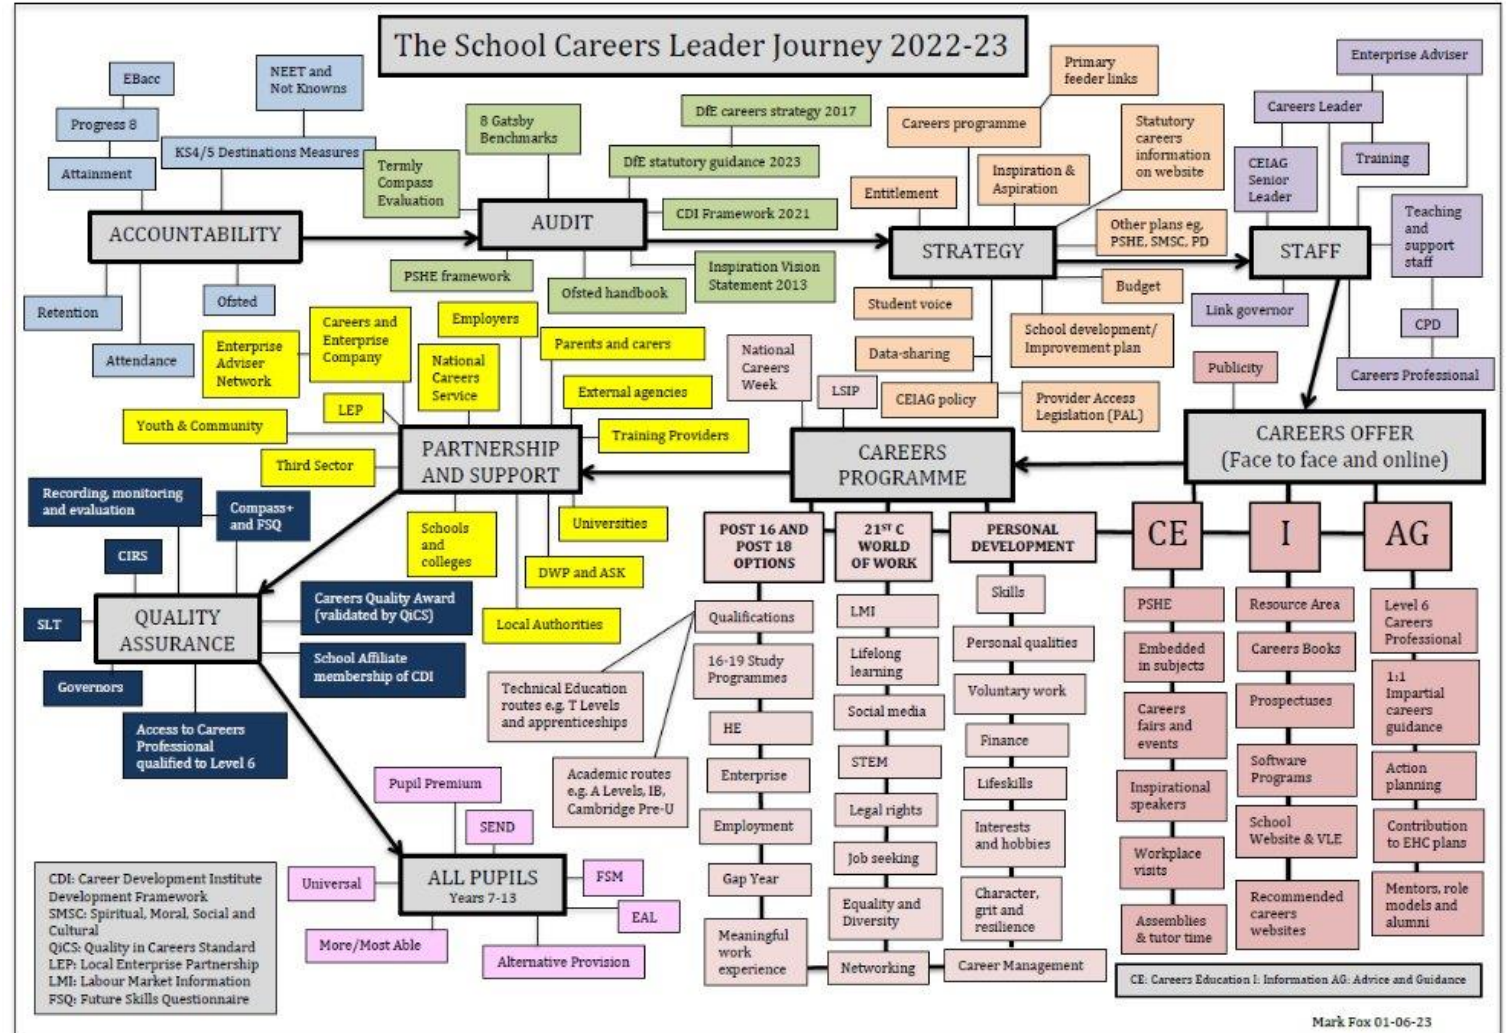 The School Careers Leader Journey 2022-23
EBacc
Progress 8
Attainment
NEET and
Not Knowns
KS4/5 Destinations Measures
ACCOUNTABILITY
Retention
Attendance
Ofsted
8 Gatsby
Benchmarks
Termly
Compass
Evaluation
DfE careers strategy 2017
DfE statutory guidance 2023
CDI Framework 2021
AUDIT
PSHE framework
Ofsted handbook
Inspiration Vision
Statement 2013
Primary
feeder links
Careers programme
Statutory
careers
information
on website
Inspiration &
Aspiration
Entitlement
Other plans eg,
PSHE, SMSC, PD
STRATEGY
Budget
Student voice
School development/
Improvement plan
Data-sharing
CEIAG policy
Provider Access
Legislation (PAL)
Enterprise Adviser
Careers Leader
Training
CEIAG
Senior
Leader
Teaching
and
support
staff
STAFF
Link governor
CPD
Careers Professional
Publicity
CAREERS OFFER
(Face to face and online)
CE
I
AG
PSHE
Embedded
in subjects
Careers
fairs and
events
Inspirational
speakers
Workplace
visits
Assemblies
& tutor time
Resource Area
Careers Books
Prospectuses
Software
Programs
School
Website & VLE
Recommended
careers
websites
Level 6
Careers
Professional
1:1
Impartial
careers
guidance
Action
planning
Contribution
to EHC plans
Mentors, role
models and
alumni
CE: Careers Education I: Information AG: Advice and Guidance
National
Careers
Week
LSIP
CAREERS
PROGRAMME
POST 16 AND
POST 18
OPTIONS
Qualifications
16-19 Study
Programmes
HE
Enterprise
Employment
Gap Year
Meaningful
work
experience
Technical Education
routes e.g. T Levels
and apprenticeships
Academic routes
e.g. A Levels, IB,
Cambridge Pre-U
21ST C
WORLD
OF WORK
LMI
Lifelong
learning
Social media
STEM
Legal rights
Job seeking
Equality and
Diversity
Networking
PERSONAL
DEVELOPMENT
Skills
Personal qualities
Voluntary work
Finance
Lifeskills
Interests
and hobbies
Character,
grit and
resilience
Career Management
Enterprise
Adviser
Network
Careers and
Enterprise
Company
Employers
National
Careers
Service
Parents and carers
External agencies
LEP
Youth & Community
Training Providers
Third Sector
PARTNERSHIP
AND SUPPORT
Schools
and
colleges
Universities
DWP and ASK
Local Authorities
Recording, monitoring
and evaluation
Compass+
and FSQ
CIRS
SLT
QUALITY
ASSURANCE
Careers Quality Award
(validated by QiCS)
School Affiliate
membership of CDI
Governors
Access to Careers
Professional
qualified to Level 6
Pupil Premium
SEND
Universal
ALL PUPILS
Years 7-13
FSM
EAL
More/Most Able
Alternative Provision
CDI: Career Development Institute
Development Framework
SMSC: Spiritual, Moral, Social and
Cultural
QiCS: Quality in Careers Standard
LEP: Local Enterprise Partnership
LMI: Labour Market Information
FSQ: Future Skills Questionnaire
Mark Fox 01-06-23